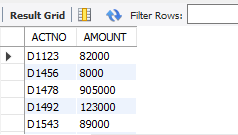 Result Grid Filter Rows:
ACTNO AMOUNT
D1123 82000
D1456 8000
D1478 905000
D1492 123000
D1543 89000